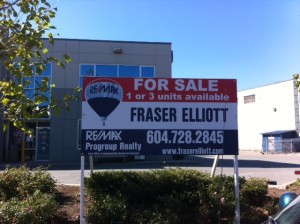 FOR SALE
1 or 3 units available
RE/MAX
FRASER ELLIOTT
RE/MAX
Progroup Realty
604.728.2845
www.fraserelliott.com